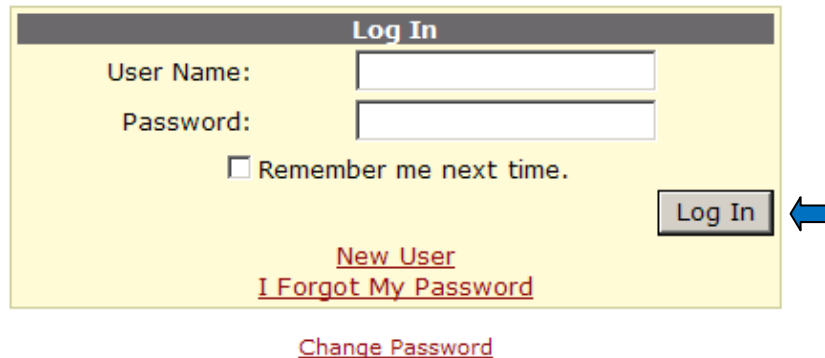 Log In
User Name:
Password:
Remember me next time.
Log In
New User
I Forgot My Password
Change Password